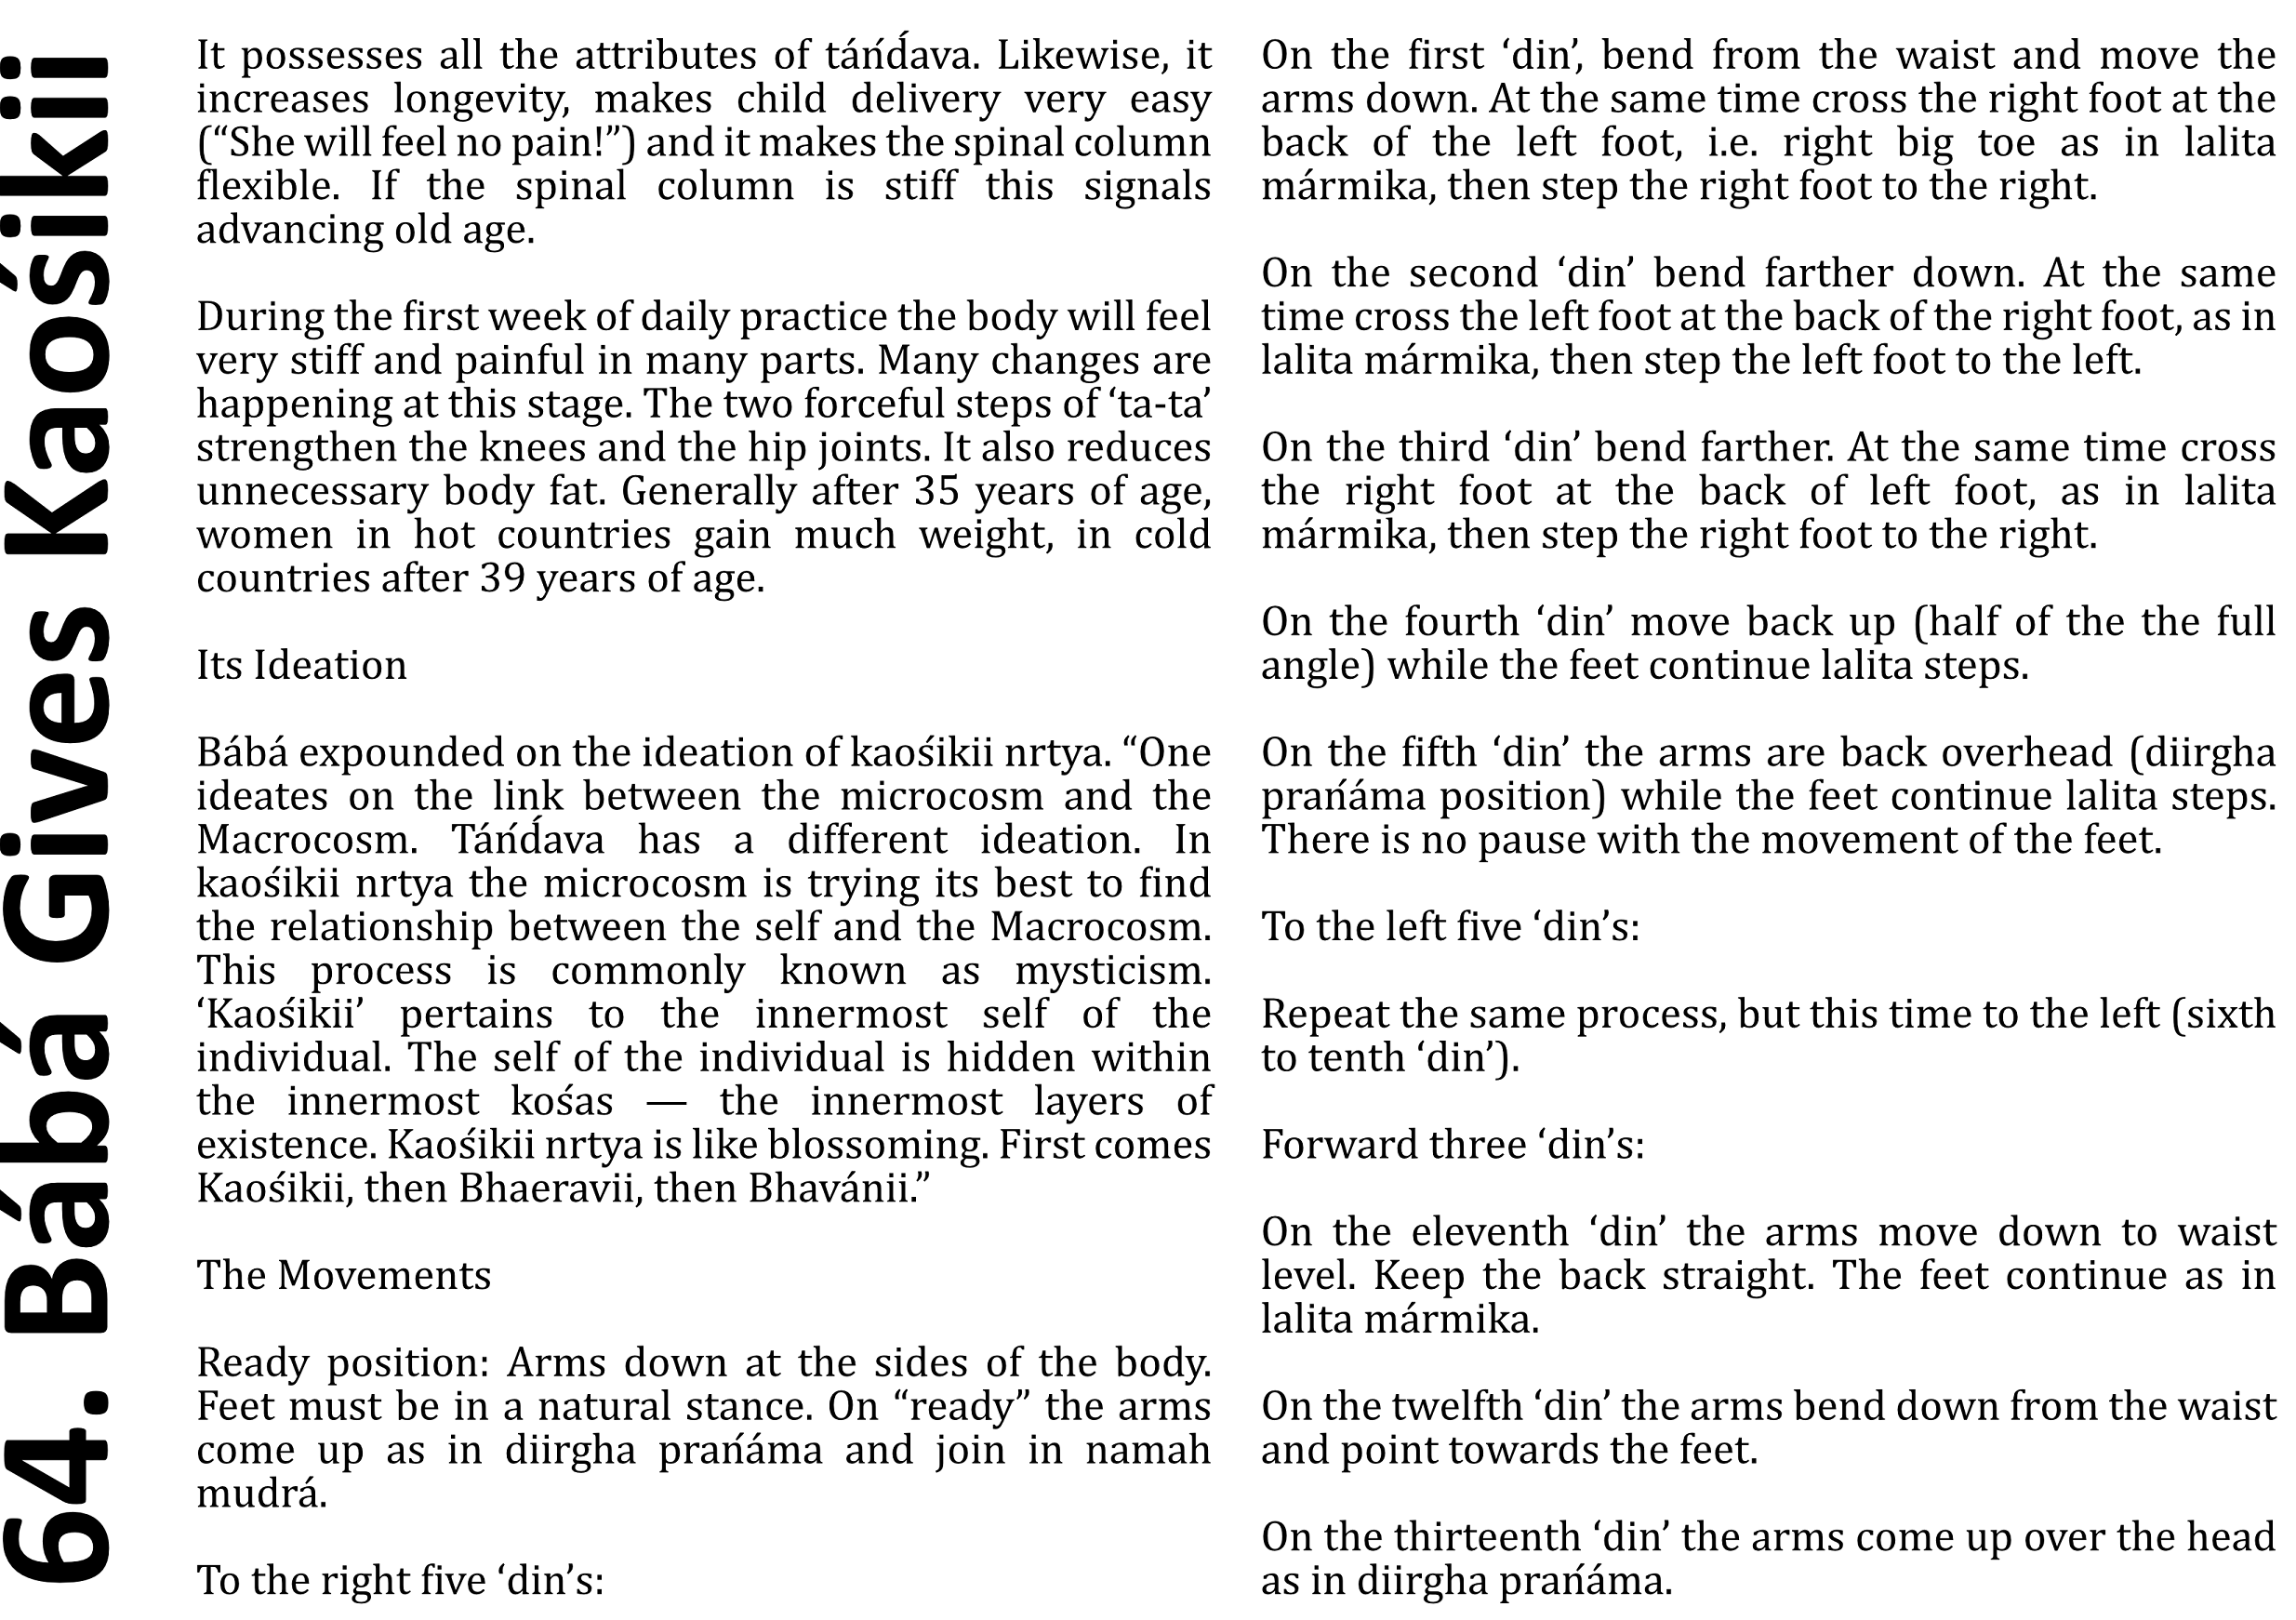 64. Bábá Gives Kaośikii
It possesses all the attributes of táńd́ava. Likewise, it
increases longevity, makes child delivery very easy
(“She will feel no pain!”) and it makes the spinal column
flexible. If the spinal column is stiff this signals
advancing old age.
During the first week of daily practice the body will feel
very stiff and painful in many parts. Many changes are
happening at this stage. The two forceful steps of ‘ta-ta’
strengthen the knees and the hip joints. It also reduces
unnecessary body fat. Generally after 35 years of age,
women in hot countries gain much weight, in cold
countries after 39 years of age.
Its Ideation
Bábá expounded on the ideation of kaośikii nrtya. “One
ideates on the link between the microcosm and the
Macrocosm. Táńd́ava has a different ideation. In
kaośikii nrtya the microcosm is trying its best to find
the relationship between the self and the Macrocosm.
This process is commonly known as mysticism.
‘Kaośikii’ pertains to the innermost self of the
individual. The self of the individual is hidden within
the innermost kośas — the innermost layers of
existence. Kaośikii nrtya is like blossoming. First comes
Kaośikii, then Bhaeravii, then Bhavánii.”
The Movements
Ready position: Arms down at the sides of the body.
Feet must be in a natural stance. On “ready” the arms
come up as in diirgha prańáma and join in namah
mudrá.
To the right five ‘din’s:
On the first ‘din’, bend from the waist and move the
arms down. At the same time cross the right foot at the
back of the left foot, i.e. right big toe as in lalita
mármika, then step the right foot to the right.
On the second ‘din’ bend farther down. At the same
time cross the left foot at the back of the right foot, as in
lalita mármika, then step the left foot to the left.
On the third ‘din’ bend farther. At the same time cross
the right foot at the back of left foot, as in lalita
mármika, then step the right foot to the right.
On the fourth ‘din’ move back up (half of the the full
angle) while the feet continue lalita steps.
On the fifth ‘din’ the arms are back overhead (diirgha
prańáma position) while the feet continue lalita steps.
There is no pause with the movement of the feet.
To the left five ‘din’s:
Repeat the same process, but this time to the left (sixth
to tenth ‘din’).
Forward three ‘din’s:
On the eleventh ‘din’ the arms move down to waist
level. Keep the back straight. The feet continue as in
lalita mármika.
On the twelfth ‘din’ the arms bend down from the waist
and point towards the feet.
On the thirteenth ‘din’ the arms come up over the head
as in diirgha prańáma.